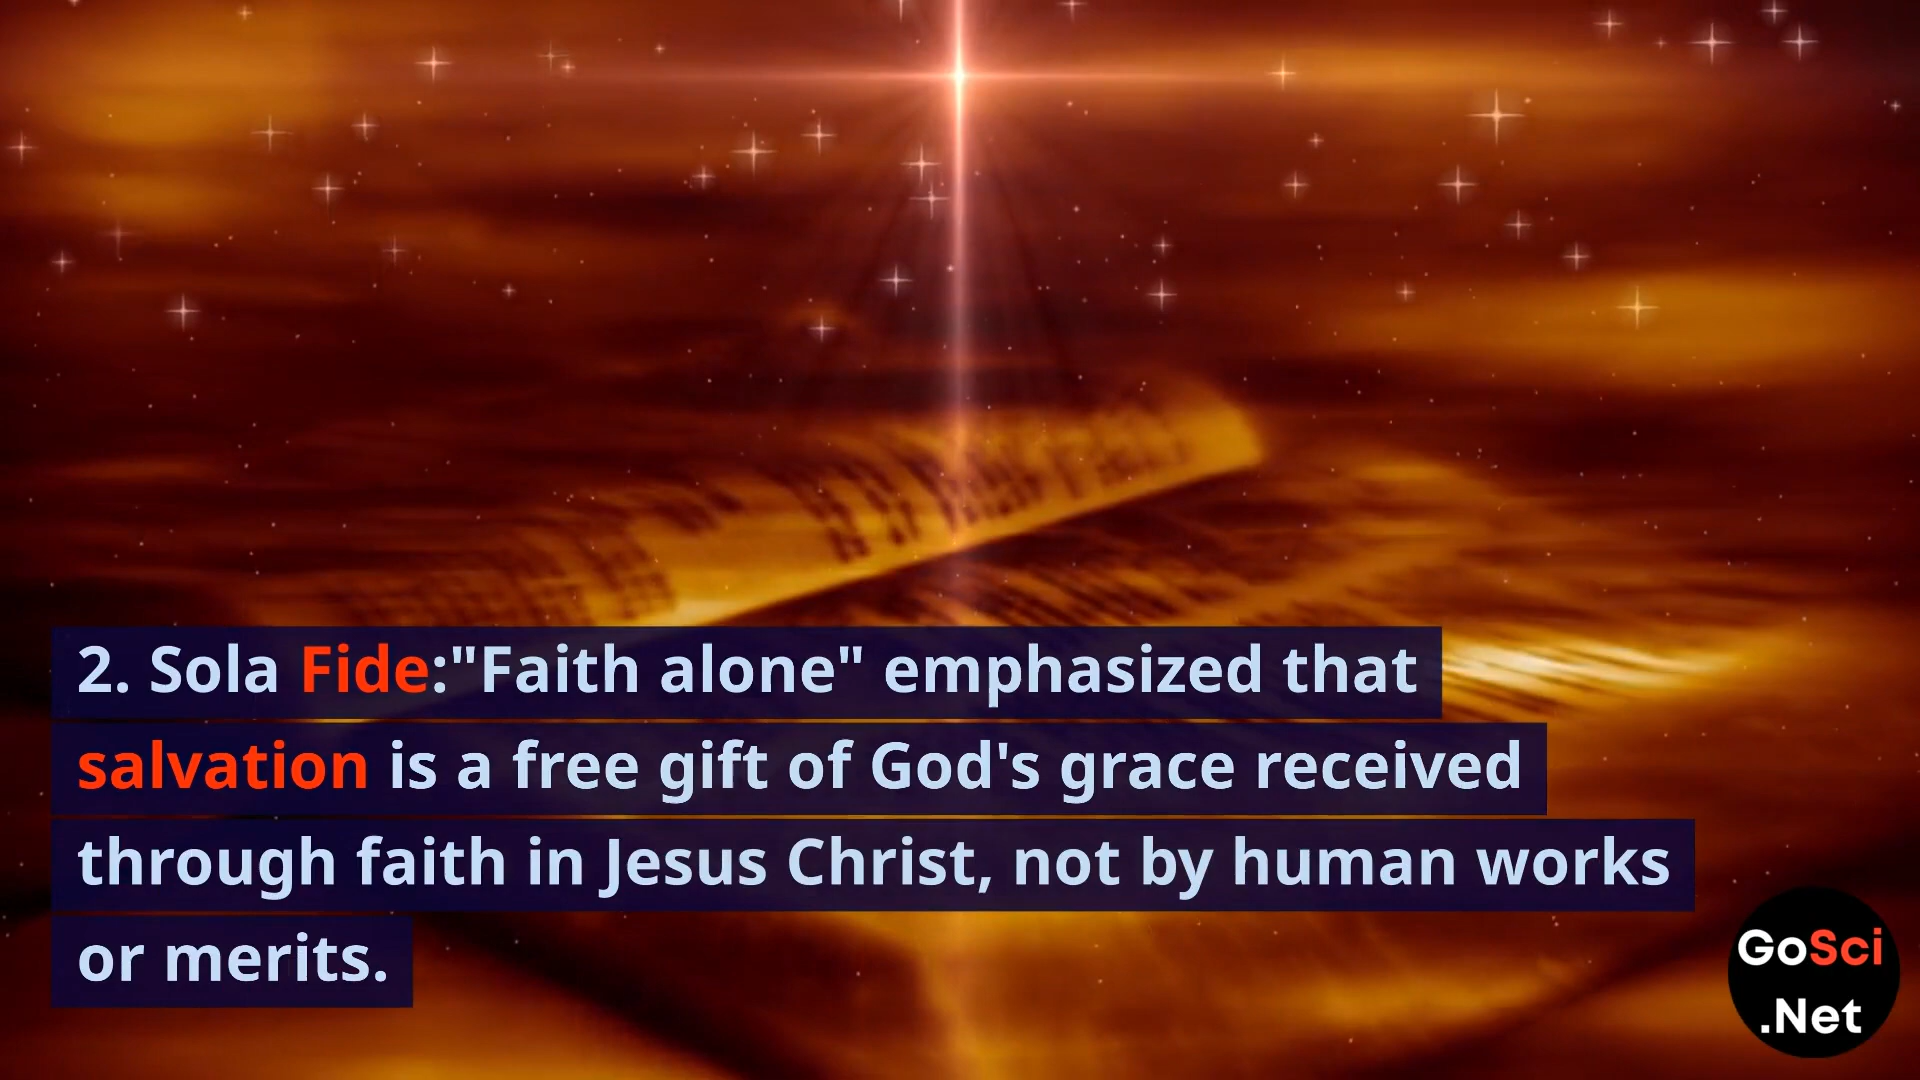 2. Sola Fide:"Faith alone" emphasized that
salvation is a free gift of God's grace received
through faith in Jesus Christ, not by human works
or merits.
GoSci
.Net